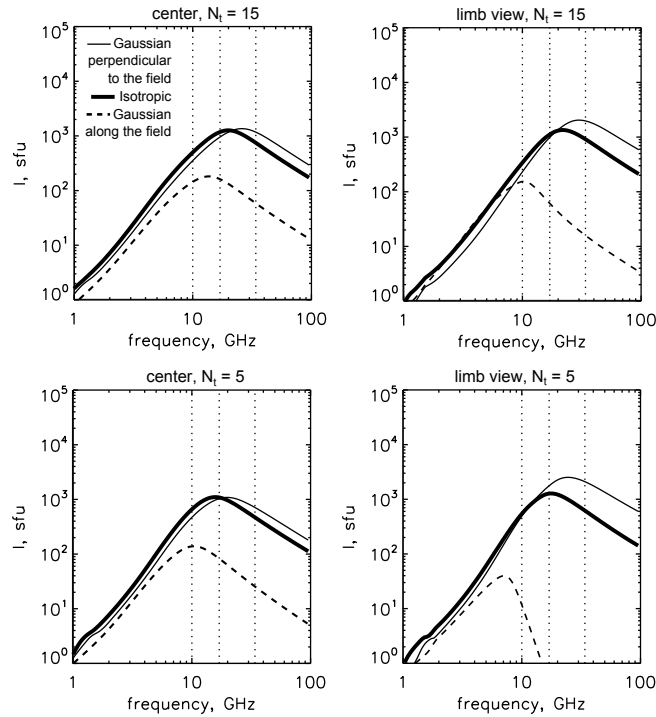 center, N_t = 15
10^5
10^4
10^3
10^2
10^1
10^0
I, sfu
Gaussian
perpendicular
to the field
Isotropic
Gaussian
along the field
1 10 100
frequency, GHz
limb view, N_t = 15
10^5
10^4
10^3
10^2
10^1
10^0
I, sfu
1 10 100
frequency, GHz
center, N_t = 5
10^5
10^4
10^3
10^2
10^1
10^0
I, sfu
1 10 100
frequency, GHz
limb view, N_t = 5
10^5
10^4
10^3
10^2
10^1
10^0
I, sfu
1 10 100
frequency, GHz